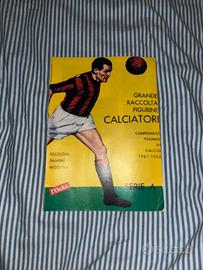 GRANDE
RACCOLTA
FIGURINE
CALCIATORI
CAMPIONATO
ITALIANO
DI
CALCIO
1961-1962
EDIZIONI
PANINI
MODENA
SERIE A